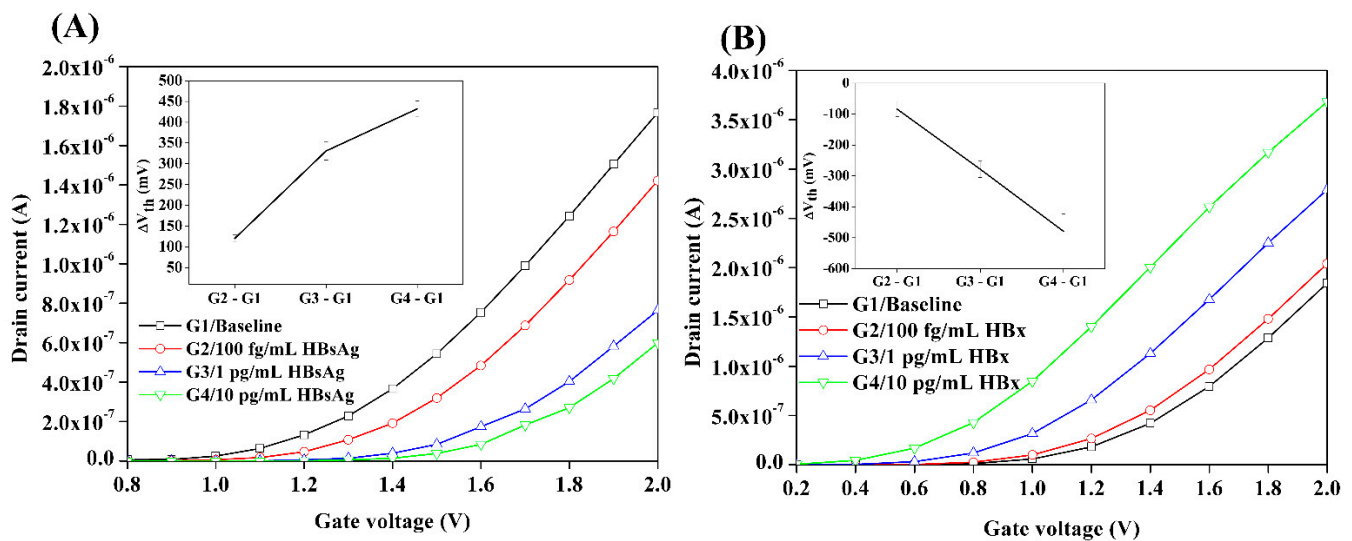 (A)
2.0x10-6
1.8x10-6
1.6x10-6
1.4x10-6
1.2x10-6
1.0x10-6
8.0x10-7
6.0x10-7
4.0x10-7
2.0x10-7
0.0
Drain current (A)
0.8 1.0 1.2 1.4 1.6 1.8 2.0
Gate voltage (V)
500
450
400
350
300
250
200
150
100
50
ΔVth (mV)
G2 - G1 G3 - G1 G4 - G1
G1/Baseline
G2/100 fg/mL HBsAg
G3/1 pg/mL HBsAg
G4/10 pg/mL HBsAg
(B)
4.0x10-6
3.5x10-6
3.0x10-6
2.5x10-6
2.0x10-6
1.5x10-6
1.0x10-6
5.0x10-7
0.0
Drain current (A)
0.2 0.4 0.6 0.8 1.0 1.2 1.4 1.6 1.8 2.0
Gate voltage (V)
0
-100
-200
-300
-400
-500
-600
ΔVth (mV)
G2 - G1 G3 - G1 G4 - G1
G1/Baseline
G2/100 fg/mL HBx
G3/1 pg/mL HBx
G4/10 pg/mL HBx